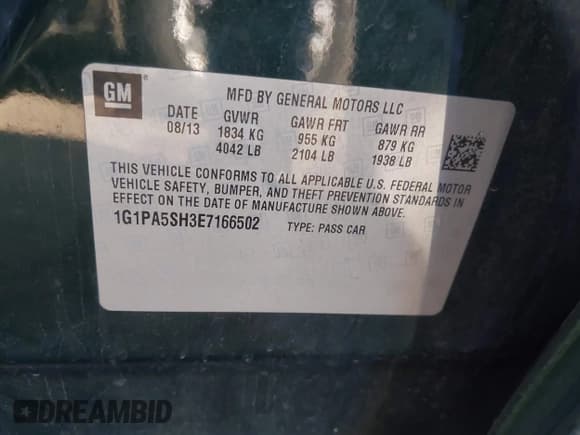 GM ®
MFD BY GENERAL MOTORS LLC
DATE GVWR GAWR FRT GAWR RR
08/13 1834 KG 955 KG 879 KG
4042 LB 2104 LB 1938 LB
THIS VEHICLE CONFORMS TO ALL APPLICABLE U.S. FEDERAL MOTOR
VEHICLE SAFETY, BUMPER, AND THEFT PREVENTION STANDARDS IN
EFFECT ON THE DATE OF MANUFACTURE SHOWN ABOVE.
1G1PA5SH3E7166502 TYPE: PASS CAR
DREAMBID